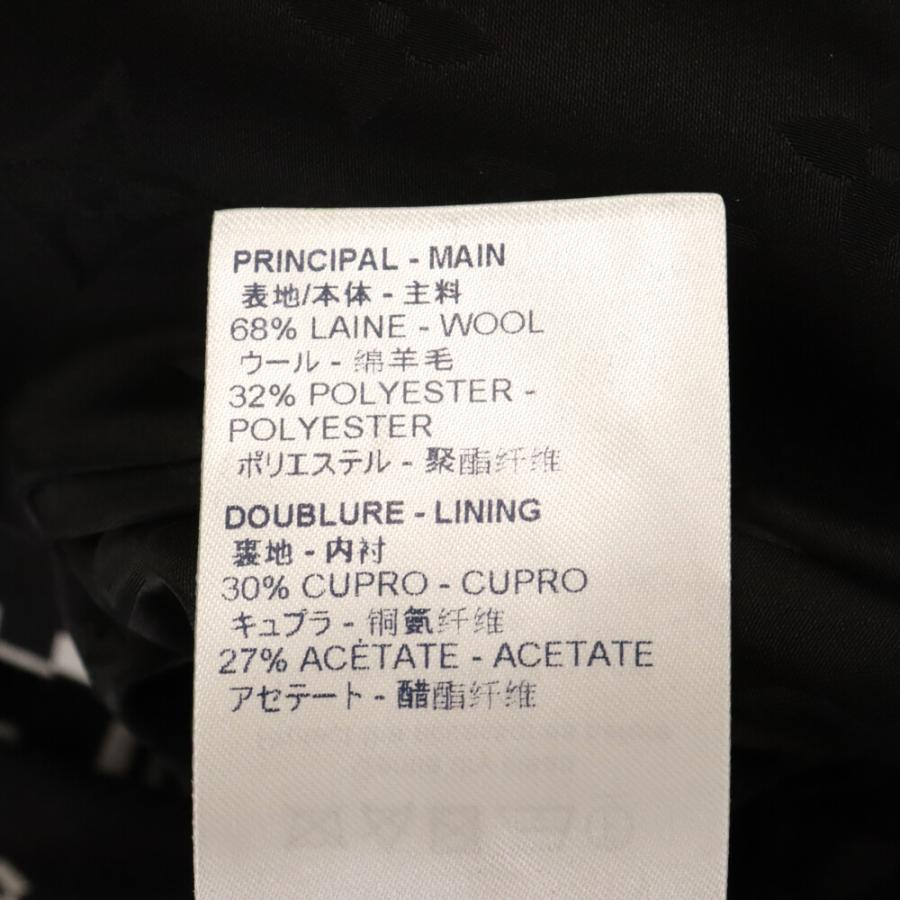 PRINCIPAL - MAIN
表地/本体 - 主料
68% LAINE - WOOL
ウール - 绵羊毛
32% POLYESTER -
POLYESTER
ポリエステル - 聚酯纤维
DOUBLURE - LINING
裏地 - 内衬
30% CUPRO - CUPRO
キュプラ - 铜氨纤维
27% ACÉTATE - ACETATE
アセテート - 醋酯纤维